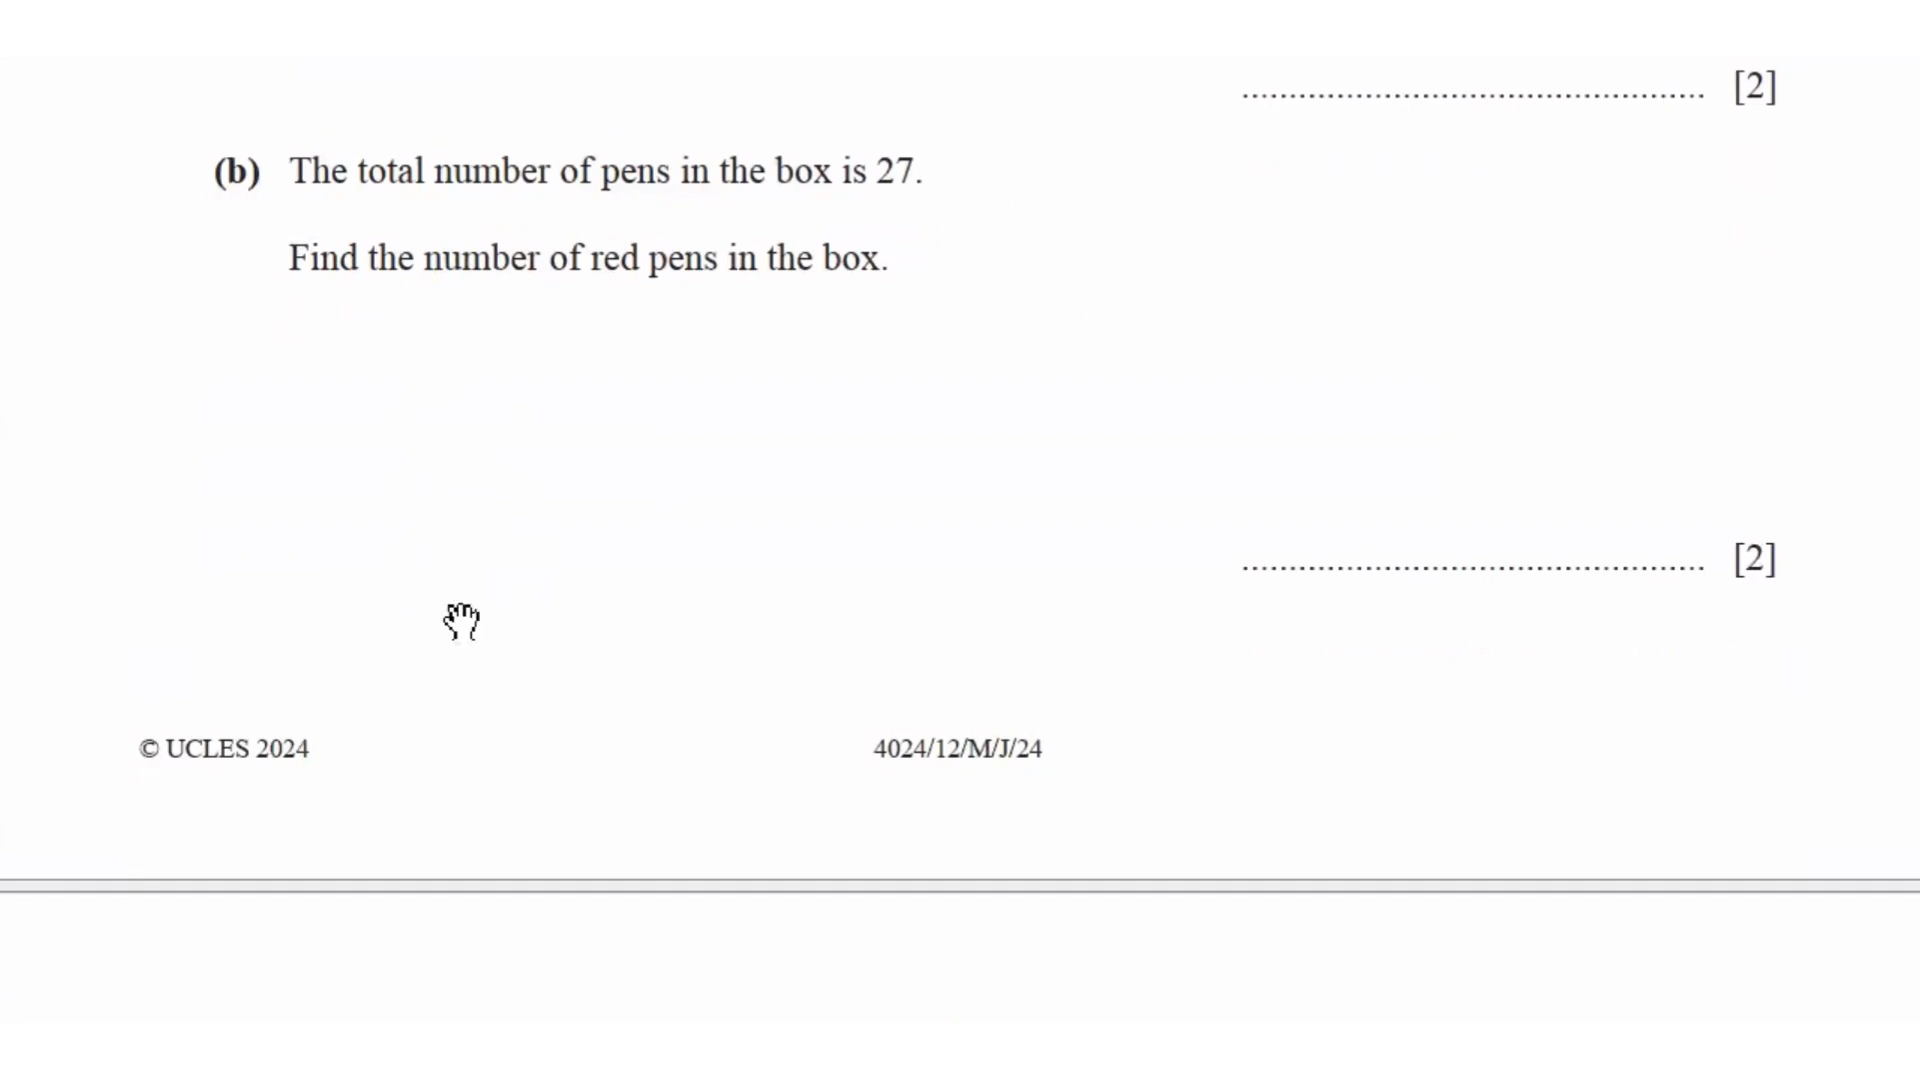 ................................................. [2]
(b) The total number of pens in the box is 27.
Find the number of red pens in the box.
................................................. [2]
© UCLES 2024 4024/12/M/J/24